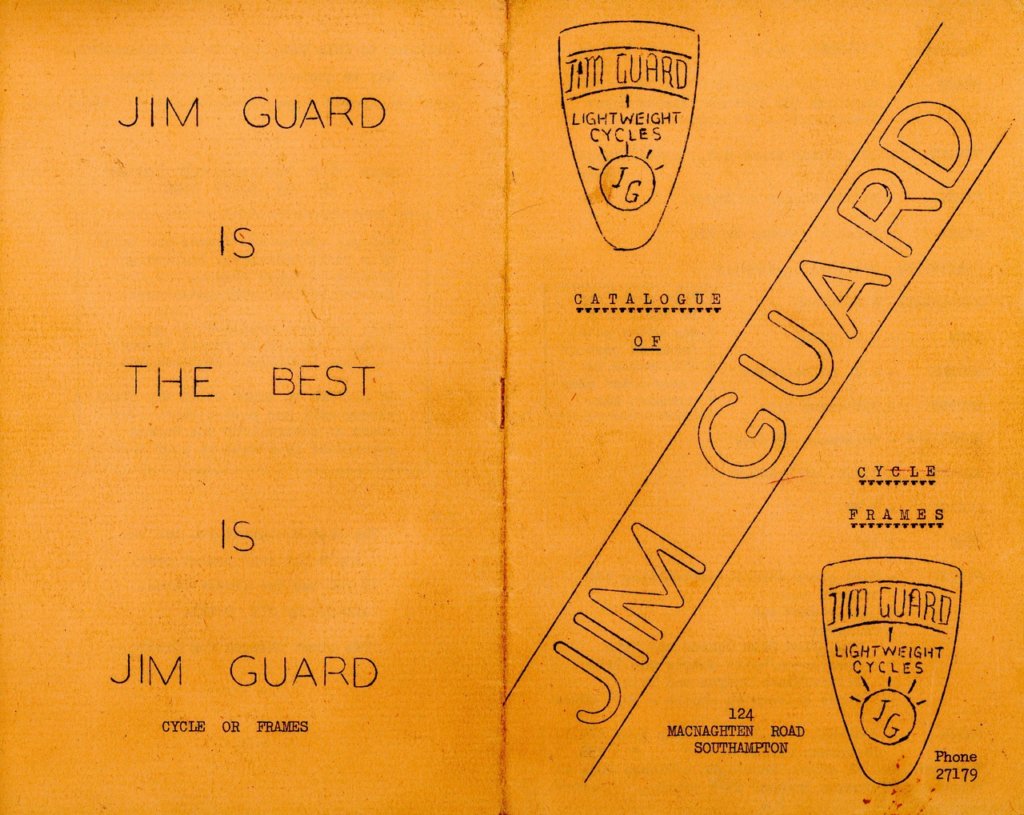 JIM GUARD
IS
THE BEST
IS
JIM GUARD
CYCLE OR FRAMES
JIM GUARD
LIGHTWEIGHT
CYCLES
JG
CATALOGUE
OF
JIM GUARD
CYCLE
FRAMES
JIM GUARD
LIGHTWEIGHT
CYCLES
JG
124
MACNAGHTEN ROAD
SOUTHAMPTON
Phone
27179